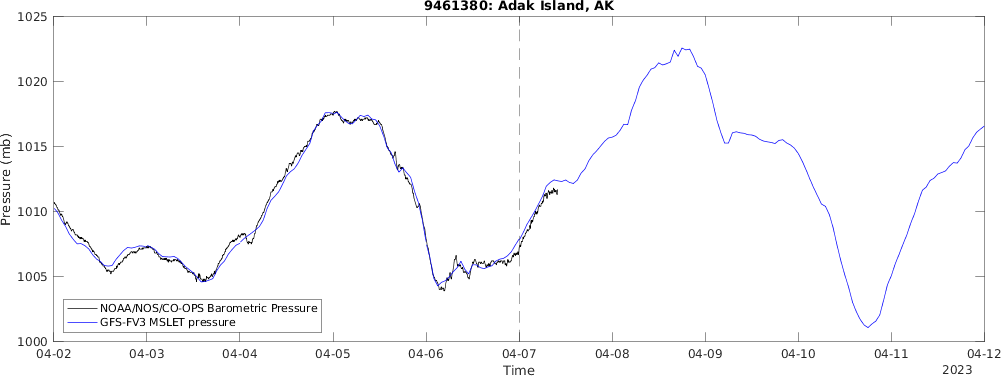 9461380: Adak Island, AK
1025
1020
1015
1010
1005
1000
Pressure (mb)
NOAA/NOS/CO-OPS Barometric Pressure
GFS-FV3 MSLET pressure
04-02 04-03 04-04 04-05 04-06 04-07 04-08 04-09 04-10 04-11 04-12
Time
2023